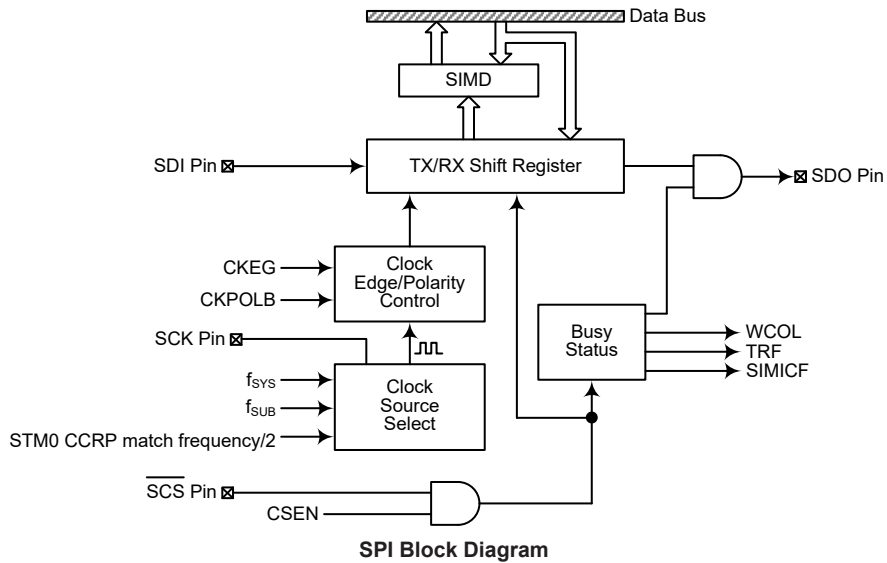 Data Bus
SIMD
SDI Pin
TX/RX Shift Register
SDO Pin
CKEG
CKPOLB
Clock
Edge/Polarity
Control
SCK Pin
Busy
Status
WCOL
TRF
SIMICF
fSYS
fSUB
STM0 CCRP match frequency/2
Clock
Source
Select
SCS Pin
CSEN
SPI Block Diagram